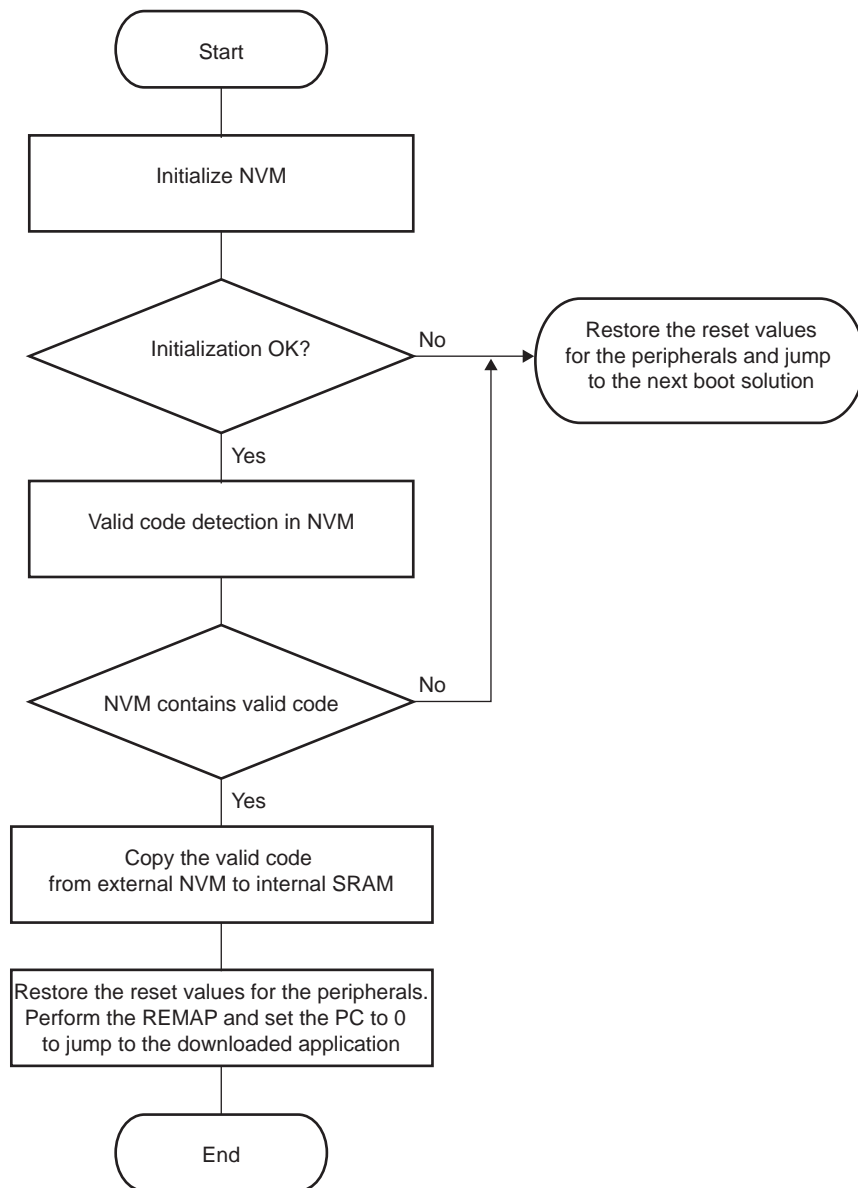 Start
Initialize NVM
Initialization OK?
No
Restore the reset values
for the peripherals and jump
to the next boot solution
Yes
Valid code detection in NVM
NVM contains valid code
No
Yes
Copy the valid code
from external NVM to internal SRAM
Restore the reset values for the peripherals.
Perform the REMAP and set the PC to 0
to jump to the downloaded application
End